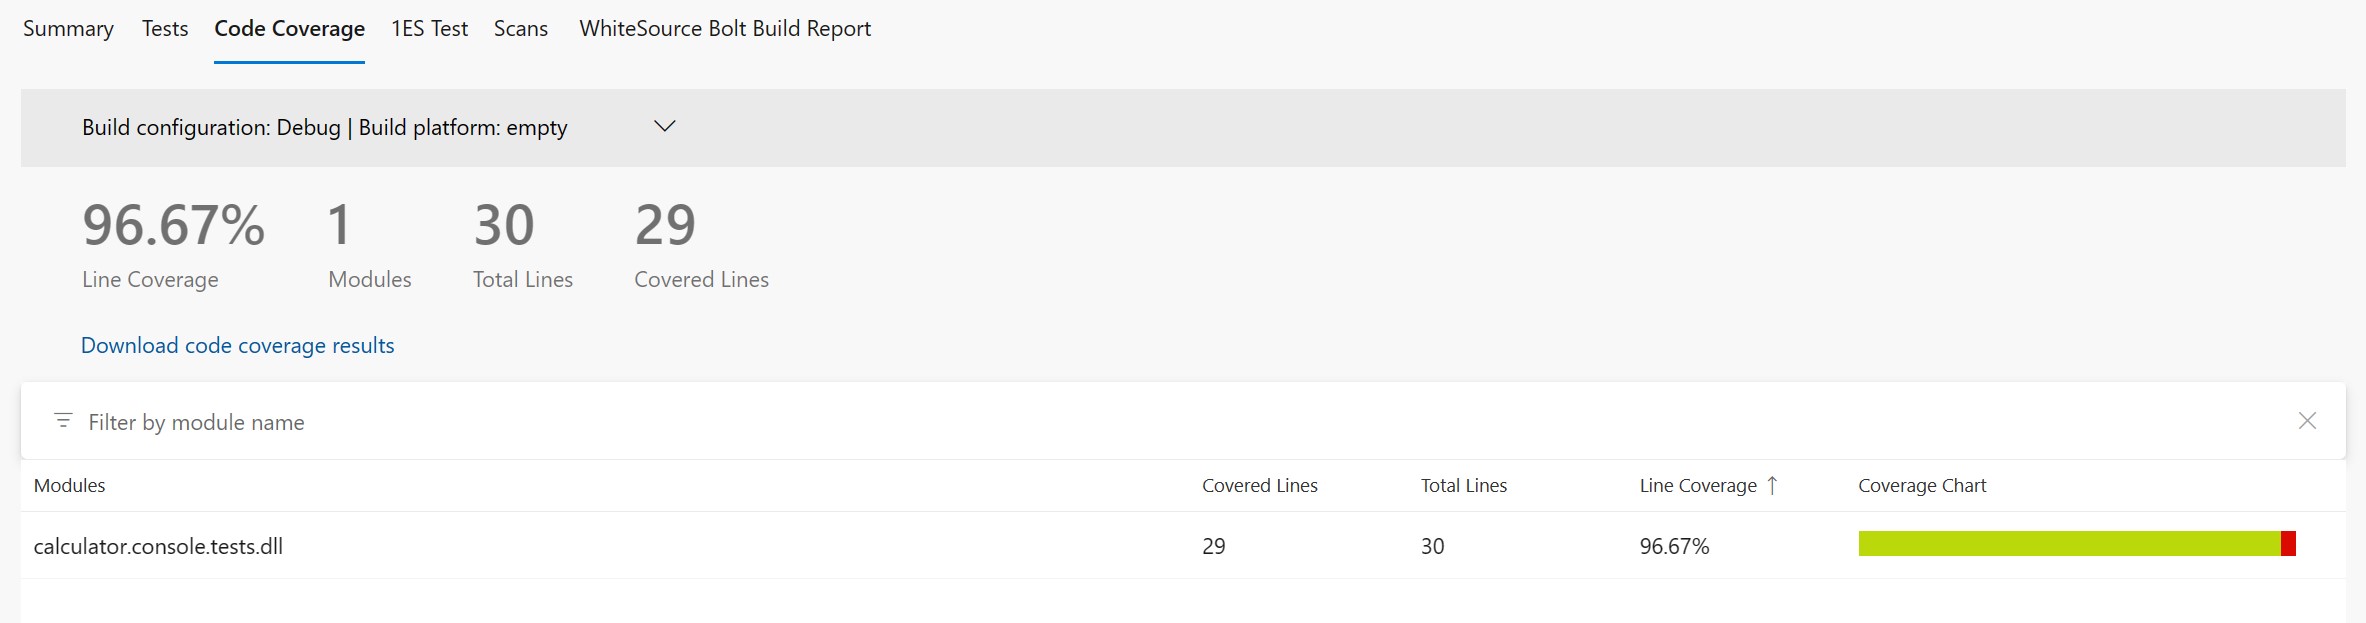 Summary Tests Code Coverage 1ES Test Scans WhiteSource Bolt Build Report
Build configuration: Debug | Build platform: empty
96.67% 1 30 29
Line Coverage Modules Total Lines Covered Lines
Download code coverage results
Filter by module name
Modules Covered Lines Total Lines Line Coverage ↑ Coverage Chart
calculator.console.tests.dll 29 30 96.67%